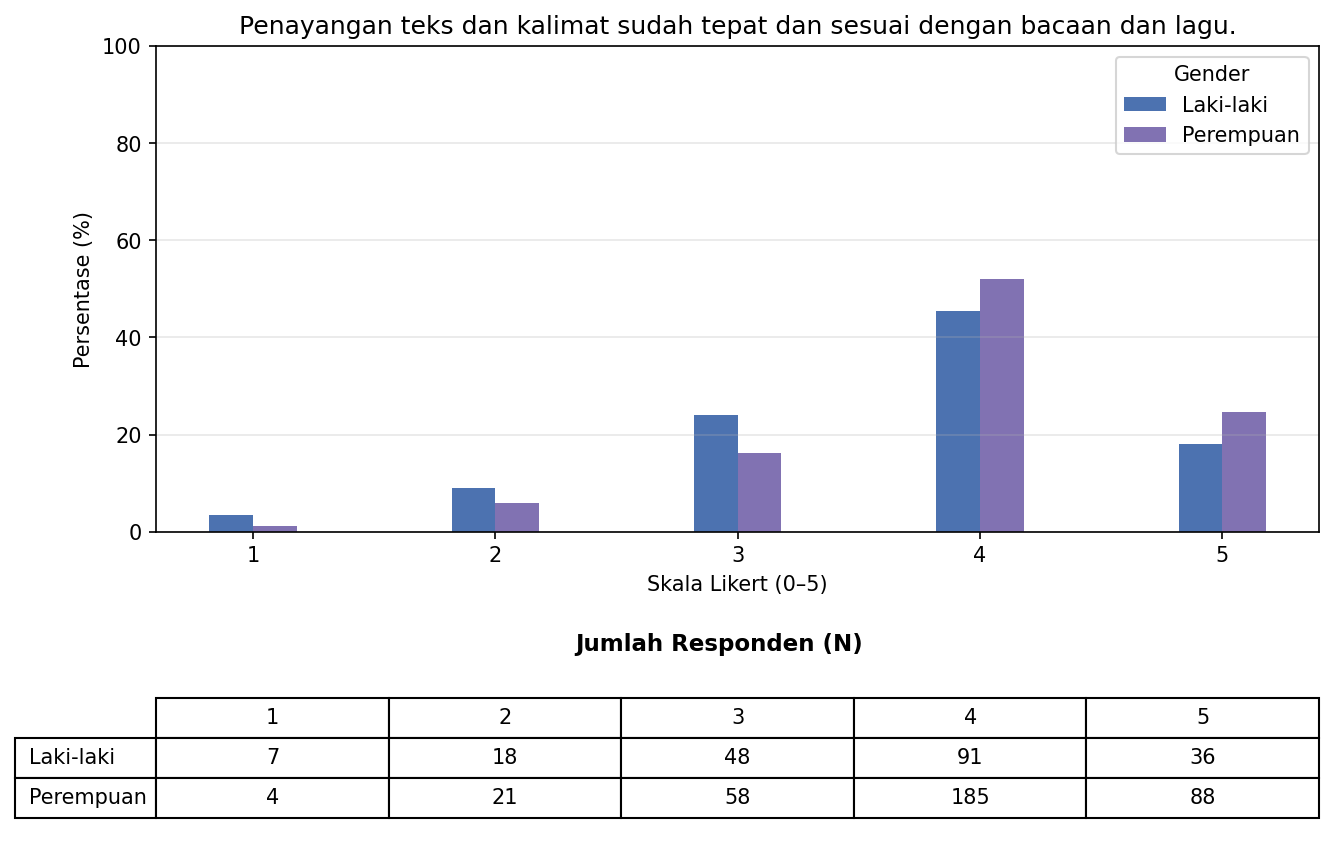 Penayangan teks dan kalimat sudah tepat dan sesuai dengan bacaan dan lagu.
100
80
60
40
20
0
Persentase (%)
Gender
Laki-laki
Perempuan
1 2 3 4 5
Skala Likert (0–5)
Jumlah Responden (N)
1 2 3 4 5
Laki-laki 7 18 48 91 36
Perempuan 4 21 58 185 88